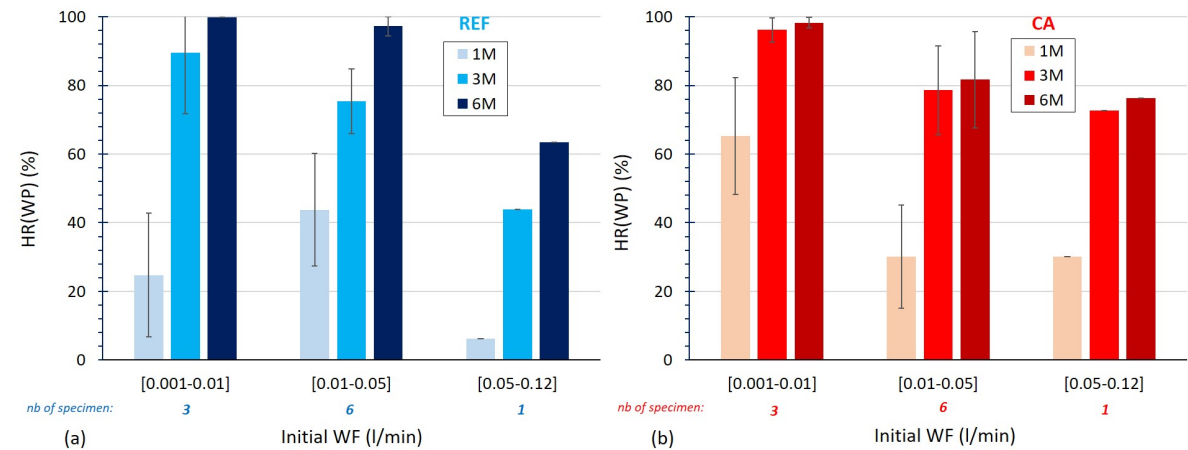 REF
1M
3M
6M
HR(WP) (%)
100
80
60
40
20
0
[0.001-0.01] [0.01-0.05] [0.05-0.12]
nb of specimen: 3 6 1
(a) Initial WF (l/min)
CA
1M
3M
6M
HR(WP) (%)
100
80
60
40
20
0
[0.001-0.01] [0.01-0.05] [0.05-0.12]
nb of specimen: 3 6 1
(b) Initial WF (l/min)